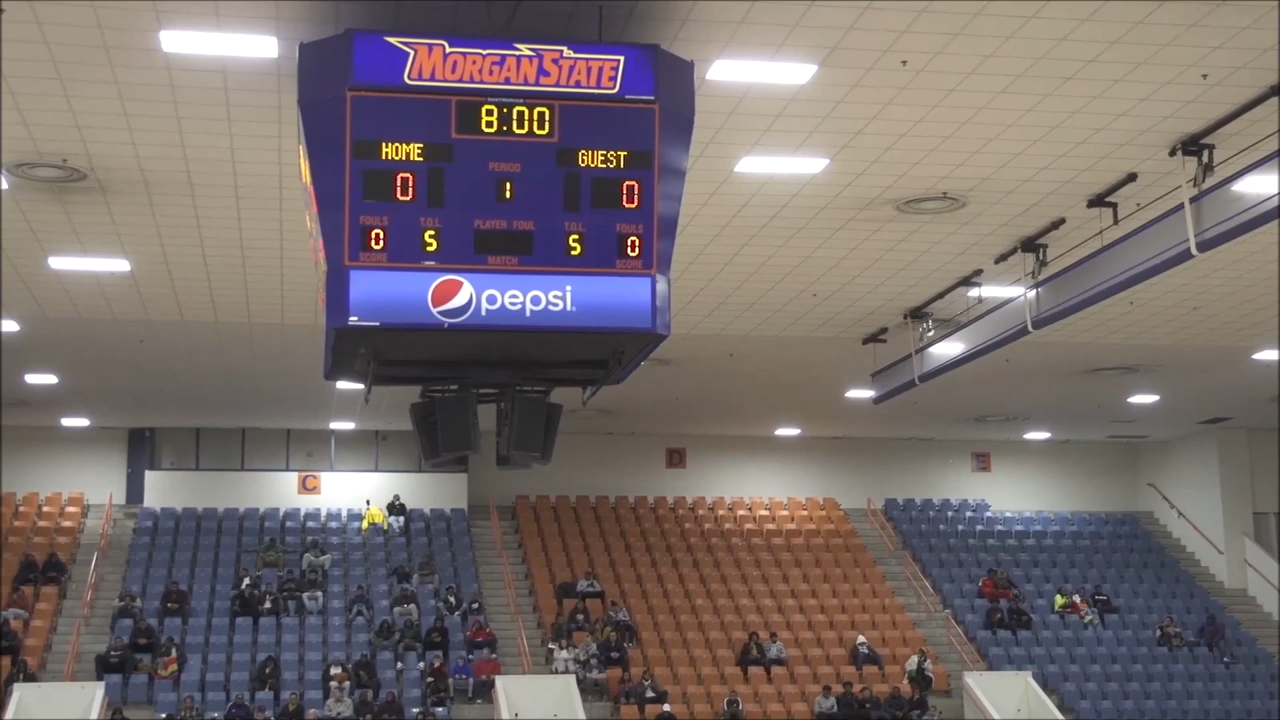 MORGAN STATE
DAKTRONICS
8:00
HOME
GUEST
PERIOD
0
1
0
FOULS
T.O.L.
PLAYER FOUL
T.O.L.
FOULS
0
5
5
0
SCORE
MATCH
SCORE
pepsi
C
D
E